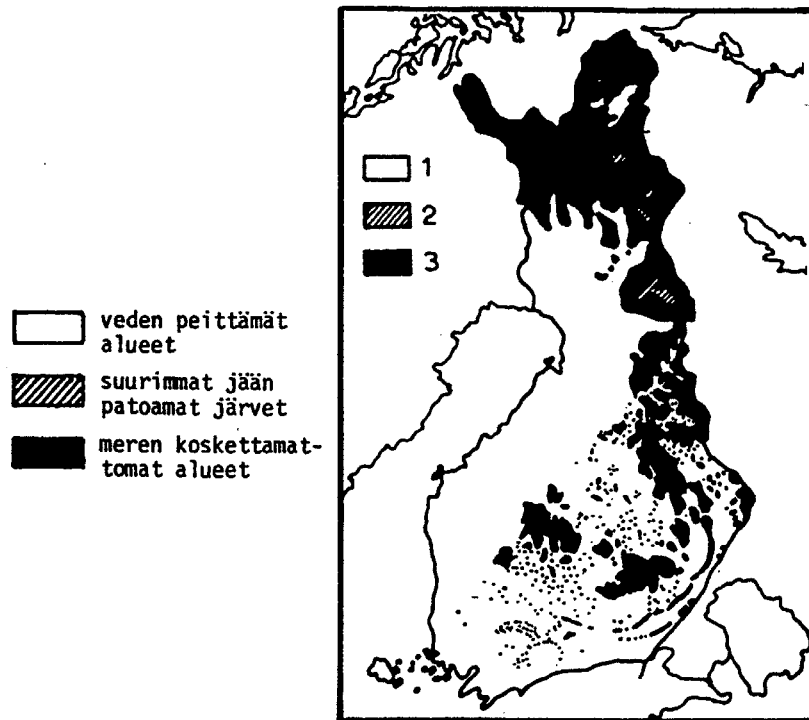 1
2
3
veden peittämät
alueet
suurimmat jään
patoamat järvet
meren koskettamat-
tomat alueet